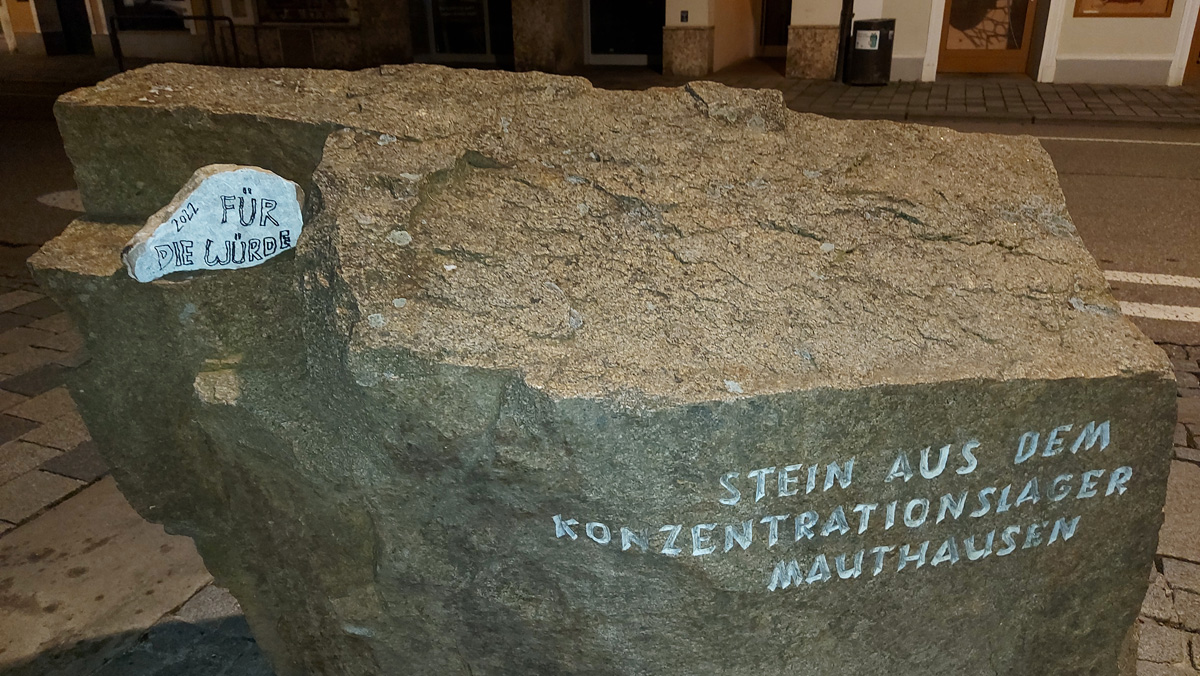 2022 FÜR
DIE WÜRDE
STEIN AUS DEM
KONZENTRATIONSLAGER
MAUTHAUSEN